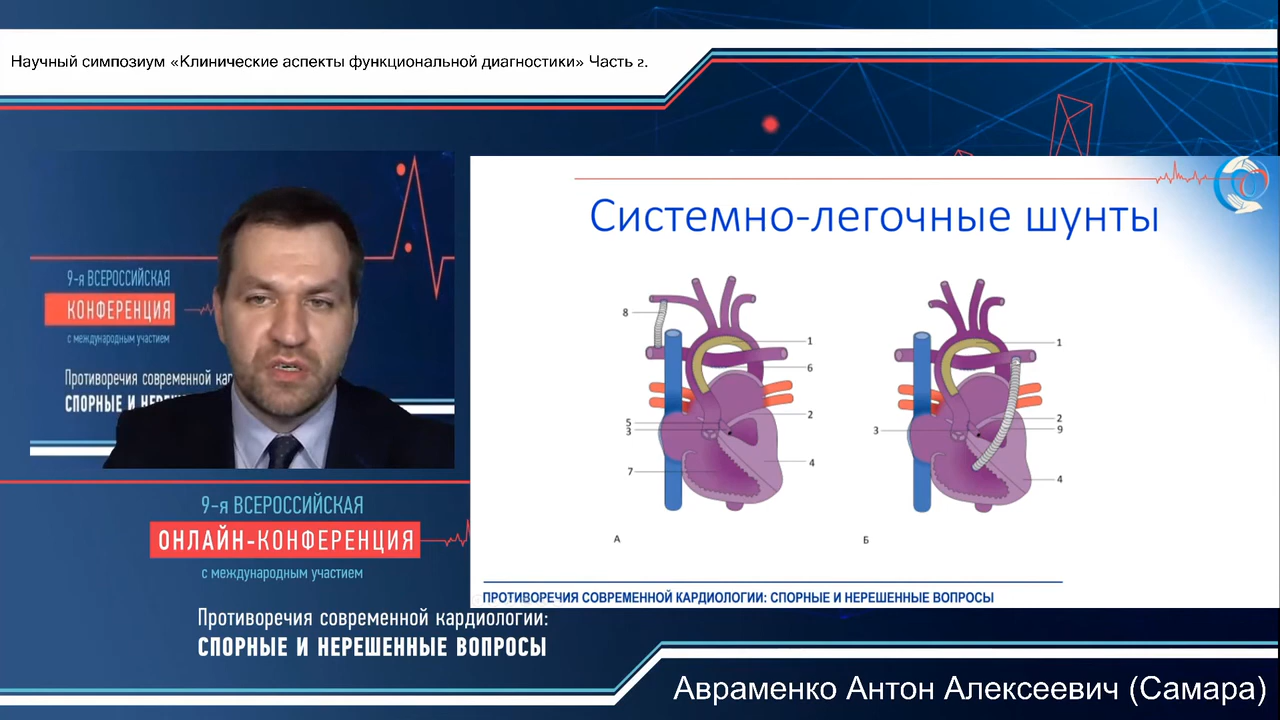 Научный симпозиум «Клинические аспекты функциональной диагностики» Часть 2.
9-я ВСЕРОССИЙСКАЯ
КОНФЕРЕНЦИЯ
с международным участием
Противоречия современной кар
СПОРНЫЕ И НЕРЕШ
Системно-легочные шунты
8
1
6
2
5
3
4
7
А
1
2
3
9
4
Б
ПРОТИВОРЕЧИЯ СОВРЕМЕННОЙ КАРДИОЛОГИИ: СПОРНЫЕ И НЕРЕШЕННЫЕ ВОПРОСЫ
9-я ВСЕРОССИЙСКАЯ
ОНЛАЙН-КОНФЕРЕНЦИЯ
с международным участием
Противоречия современной кардиологии:
СПОРНЫЕ И НЕРЕШЕННЫЕ ВОПРОСЫ
Авраменко Антон Алексеевич (Самара)